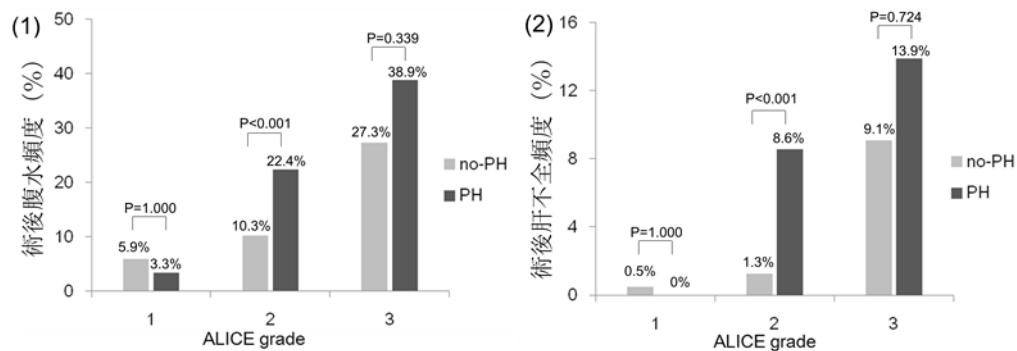 (1)
術後腹水頻度 (%)
50
40
30
20
10
0
P=1.000
5.9%
3.3%
P<0.001
10.3%
22.4%
P=0.339
27.3%
38.9%
no-PH
PH
1 2 3
ALICE grade
(2)
術後肝不全頻度 (%)
16
12
8
4
0
P=1.000
0.5%
0%
P<0.001
1.3%
8.6%
P=0.724
9.1%
13.9%
no-PH
PH
1 2 3
ALICE grade